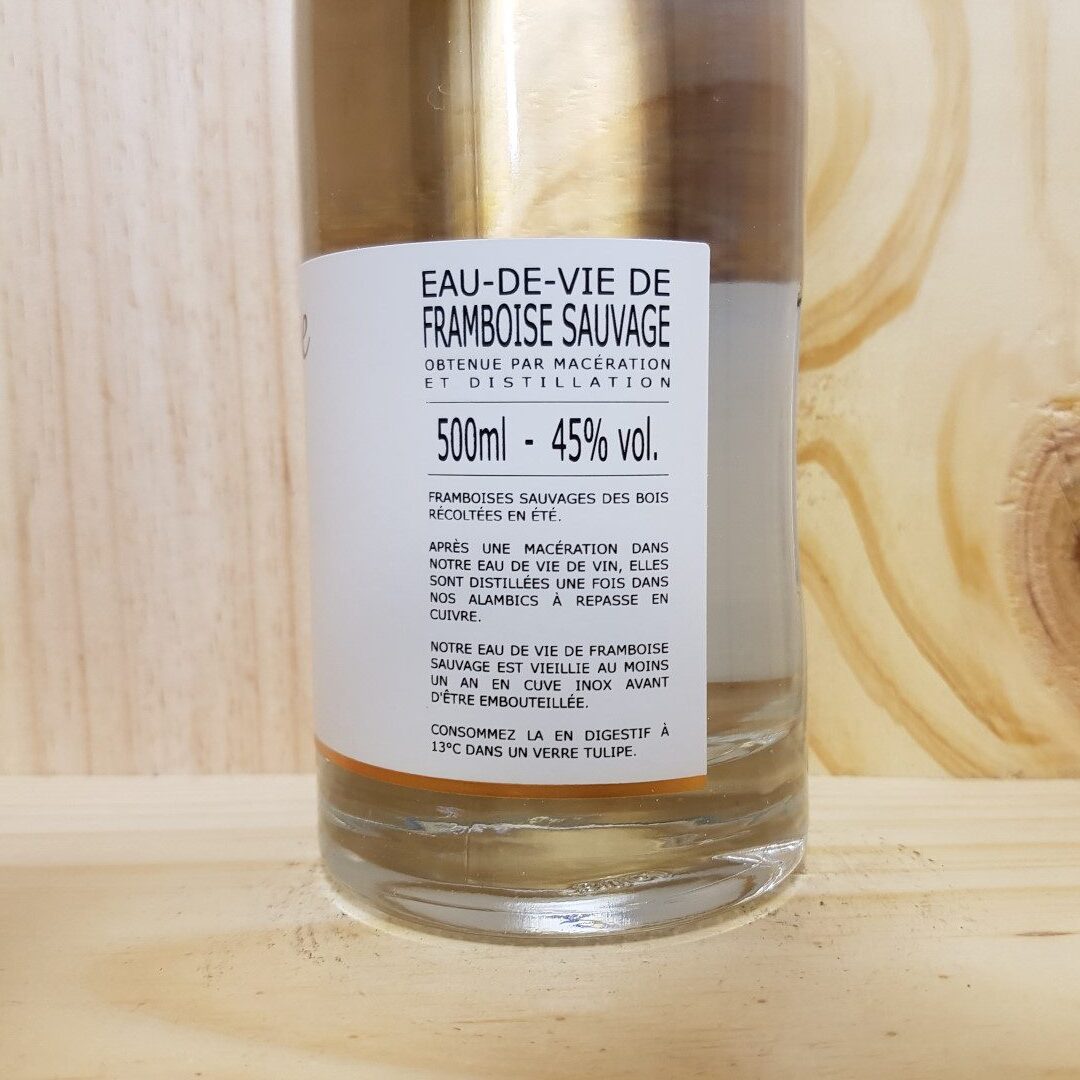 EAU-DE-VIE DE
FRAMBOISE SAUVAGE
OBTENUE PAR MACÉRATION
ET DISTILLATION
500ml - 45% vol.
FRAMBOISES SAUVAGES DES BOIS
RÉCOLTÉES EN ÉTÉ.
APRÈS UNE MACÉRATION DANS
NOTRE EAU DE VIE DE VIN, ELLES
SONT DISTILLÉES UNE FOIS DANS
NOS ALAMBICS À REPASSE EN
CUIVRE.
NOTRE EAU DE VIE DE FRAMBOISE
SAUVAGE EST VIEILLIE AU MOINS
UN AN EN CUVE INOX AVANT
D'ÊTRE EMBOUTEILLÉE.
CONSOMMEZ LA EN DIGESTIF À
13°C DANS UN VERRE TULIPE.